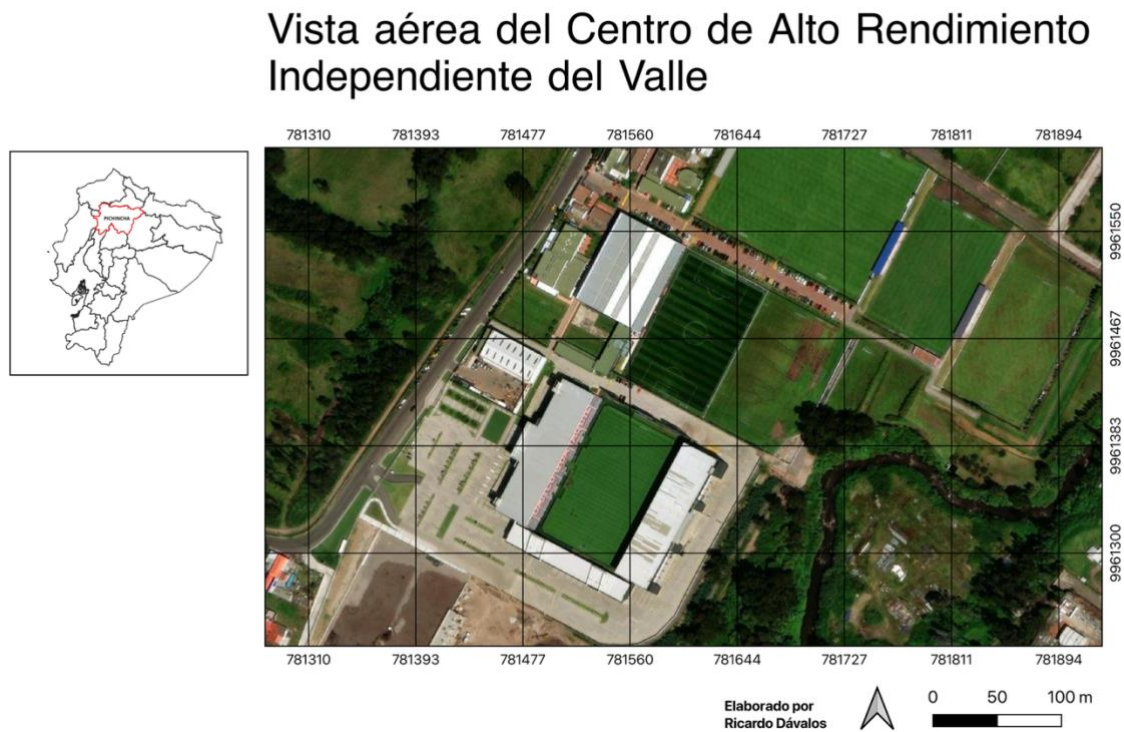 Vista aérea del Centro de Alto Rendimiento
Independiente del Valle
781310 781393 781477 781560 781644 781727 781811 781894
PICHINCHA
9961550
9961467
9961383
9961300
781310 781393 781477 781560 781644 781727 781811 781894
Elaborado por
Ricardo Dávalos
0 50 100 m